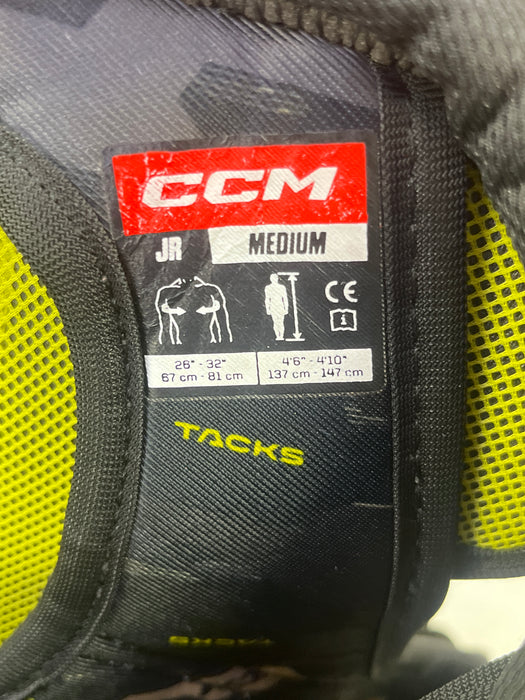 CCM
JR MEDIUM
CE
i
26" - 32" 4'6" - 4'10"
67 cm - 81 cm 137 cm - 147 cm
TACKS
TACKS